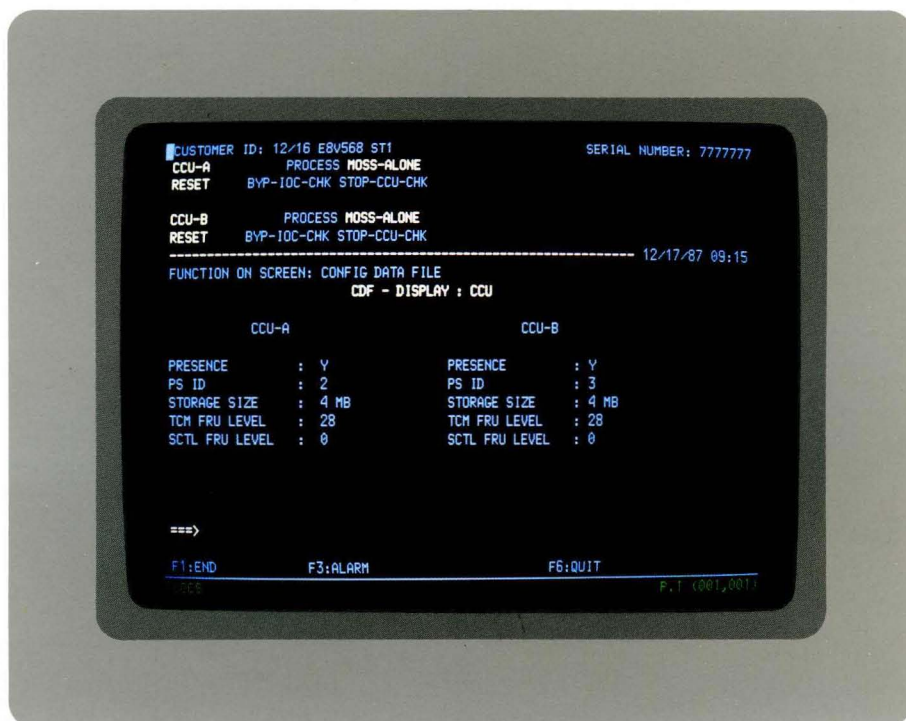 CUSTOMER ID: 12/16 E8V568 ST1 SERIAL NUMBER: 7777777
CCU-A PROCESS MOSS-ALONE
RESET BYP-IOC-CHK STOP-CCU-CHK
CCU-B PROCESS MOSS-ALONE
RESET BYP-IOC-CHK STOP-CCU-CHK
--------------------------------------------------------------- 12/17/87 09:15
FUNCTION ON SCREEN: CONFIG DATA FILE
CDF - DISPLAY : CCU
CCU-A CCU-B
PRESENCE : Y PRESENCE : Y
PS ID : 2 PS ID : 3
STORAGE SIZE : 4 MB STORAGE SIZE : 4 MB
TCM FRU LEVEL : 28 TCM FRU LEVEL : 28
SCTL FRU LEVEL : 0 SCTL FRU LEVEL : 0
===>
F1:END F3:ALARM F6:QUIT
P.T (001,001)